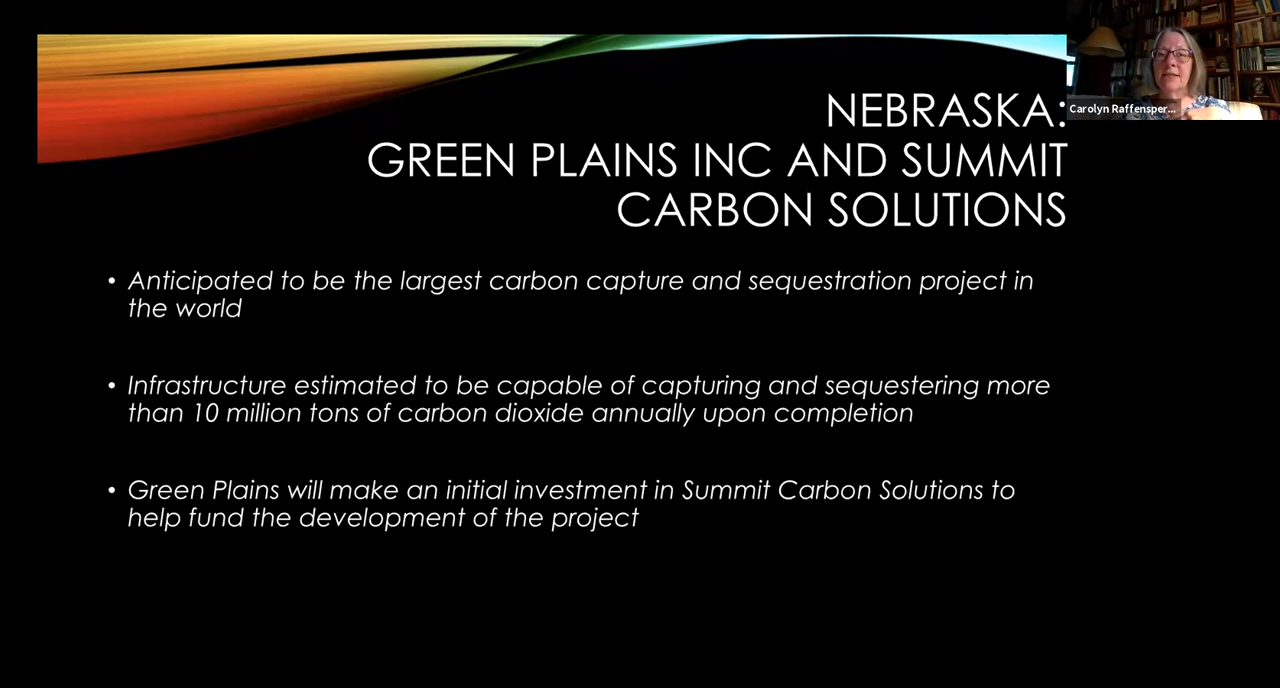 NEBRASKA:
GREEN PLAINS INC AND SUMMIT
CARBON SOLUTIONS
Carolyn Raffensper...
• Anticipated to be the largest carbon capture and sequestration project in
the world
• Infrastructure estimated to be capable of capturing and sequestering more
than 10 million tons of carbon dioxide annually upon completion
• Green Plains will make an initial investment in Summit Carbon Solutions to
help fund the development of the project